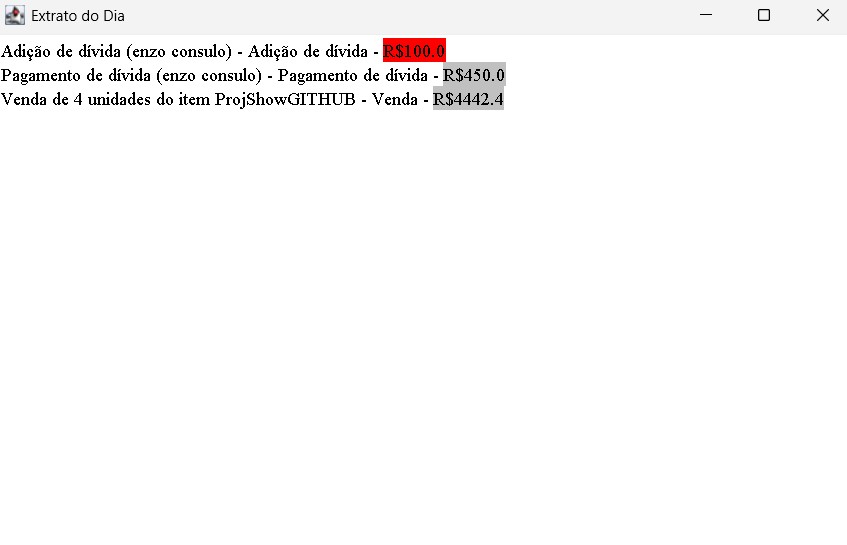 Extrato do Dia
Adição de dívida (enzo consulo) - Adição de dívida - R$100.0
Pagamento de dívida (enzo consulo) - Pagamento de dívida - R$450.0
Venda de 4 unidades do item ProjShowGITHUB - Venda - R$4442.4